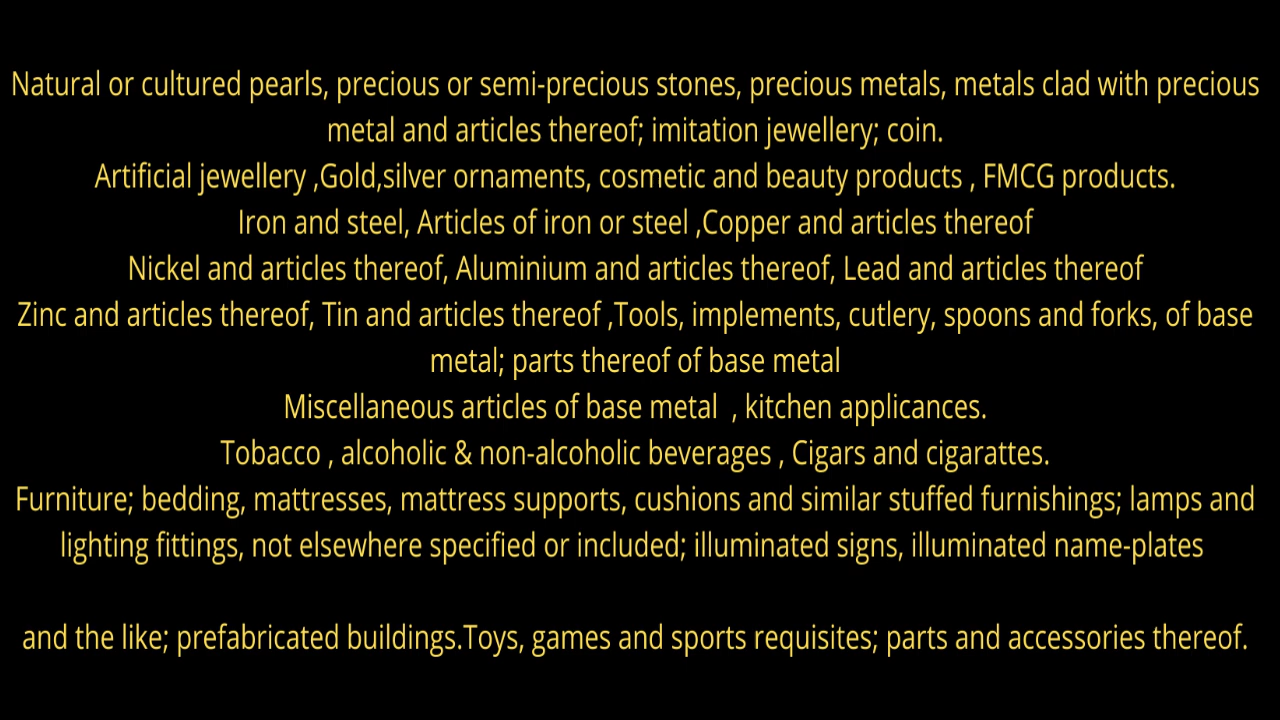 Natural or cultured pearls, precious or semi-precious stones, precious metals, metals clad with precious
metal and articles thereof; imitation jewellery; coin.
Artificial jewellery ,Gold,silver ornaments, cosmetic and beauty products , FMCG products.
Iron and steel, Articles of iron or steel ,Copper and articles thereof
Nickel and articles thereof, Aluminium and articles thereof, Lead and articles thereof
Zinc and articles thereof, Tin and articles thereof ,Tools, implements, cutlery, spoons and forks, of base
metal; parts thereof of base metal
Miscellaneous articles of base metal  , kitchen applicances.
Tobacco , alcoholic & non-alcoholic beverages , Cigars and cigarattes.
Furniture; bedding, mattresses, mattress supports, cushions and similar stuffed furnishings; lamps and
lighting fittings, not elsewhere specified or included; illuminated signs, illuminated name-plates
and the like; prefabricated buildings.Toys, games and sports requisites; parts and accessories thereof.